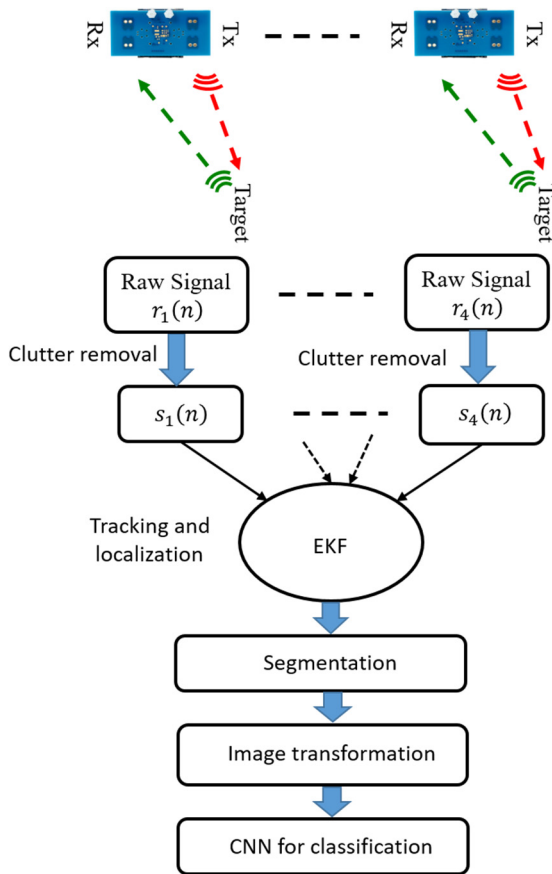 Rx
Tx
Rx
Tx
Target
Target
Raw Signal
r₁(n)
Raw Signal
r₄(n)
Clutter removal
Clutter removal
s₁(n)
s₄(n)
Tracking and
localization
EKF
Segmentation
Image transformation
CNN for classification